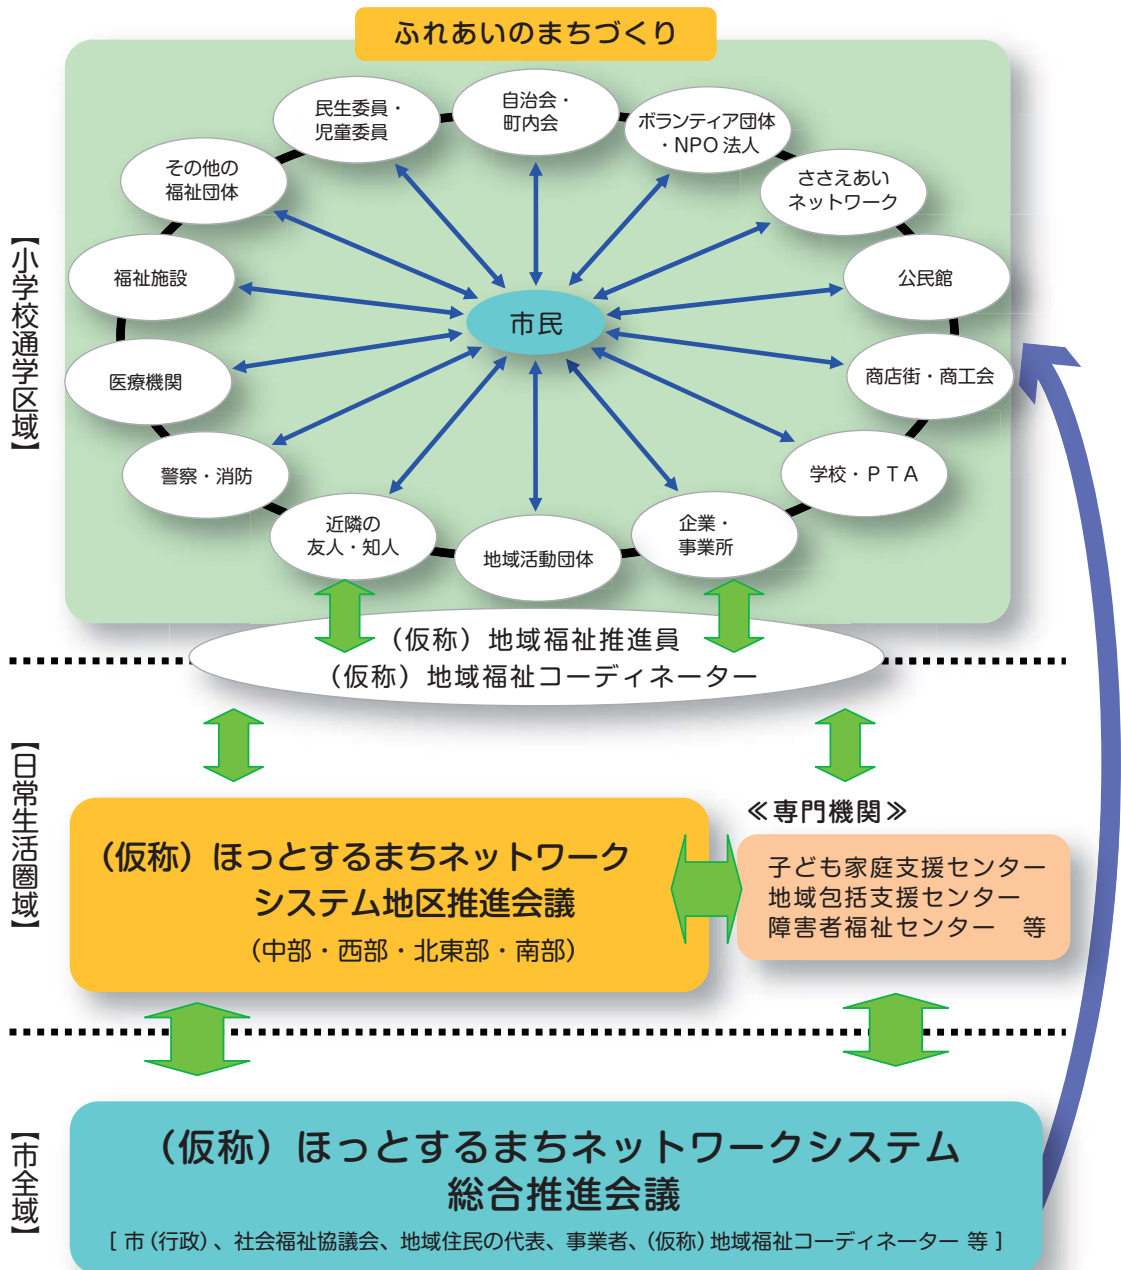 ふれあいのまちづくり
【小学校通学区域】
民生委員・
児童委員
自治会・
町内会
ボランティア団体
・NPO 法人
ささえあい
ネットワーク
公民館
商店街・商工会
学校・ＰＴＡ
企業・
事業所
地域活動団体
近隣の
友人・知人
警察・消防
医療機関
福祉施設
その他の
福祉団体
市民
（仮称）地域福祉推進員
（仮称）地域福祉コーディネーター
【日常生活圏域】
（仮称）ほっとするまちネットワーク
システム地区推進会議
（中部・西部・北東部・南部）
≪専門機関≫
子ども家庭支援センター
地域包括支援センター
障害者福祉センター　等
【市全域】
（仮称）ほっとするまちネットワークシステム
総合推進会議
[ 市（行政）、社会福祉協議会、地域住民の代表、事業者、（仮称）地域福祉コーディネーター 等 ]